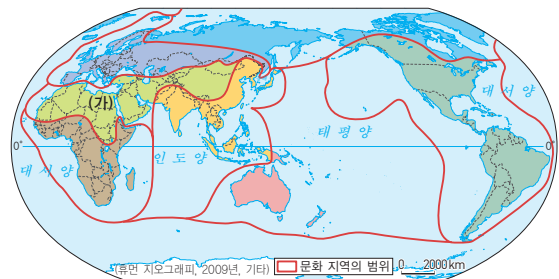 (가)
대서양
태평양
0°
인도양
0°
대서양
(휴먼 지오그래피, 2009년, 기타)
문화 지역의 범위
0 2000km